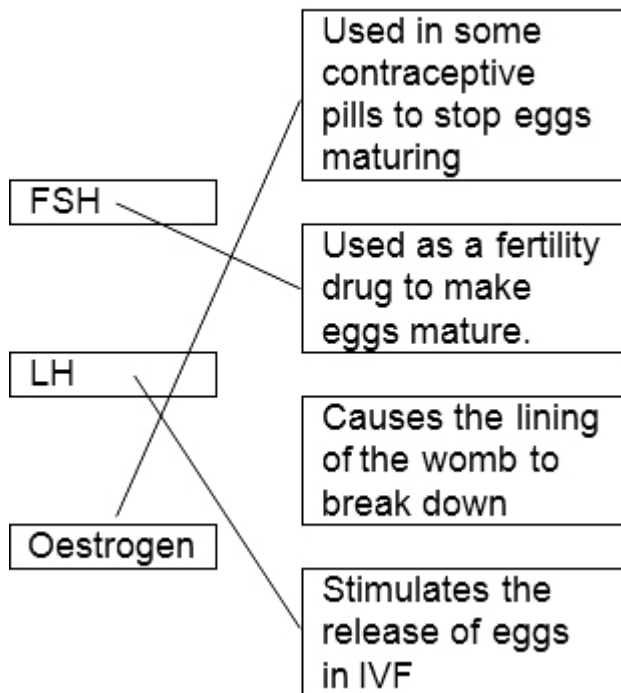 FSH
LH
Oestrogen
Used in some
contraceptive
pills to stop eggs
maturing
Used as a fertility
drug to make
eggs mature.
Causes the lining
of the womb to
break down
Stimulates the
release of eggs
in IVF